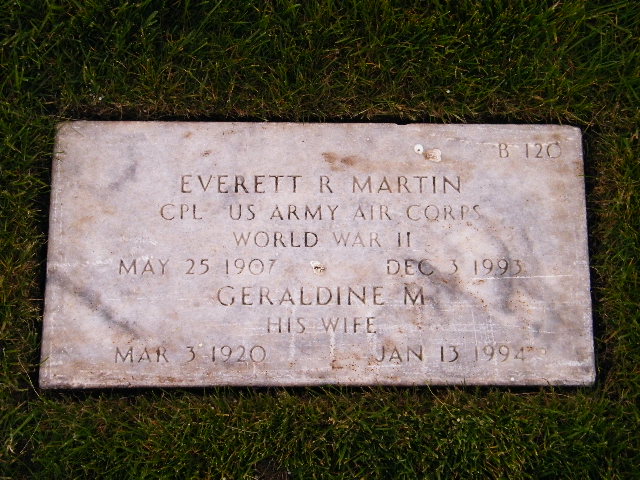 B 120
EVERETT R MARTIN
CPL US ARMY AIR CORPS
WORLD WAR II
MAY 25 1907 DEC 3 1993
GERALDINE M
HIS WIFE
MAR 3 1920 JAN 13 1994